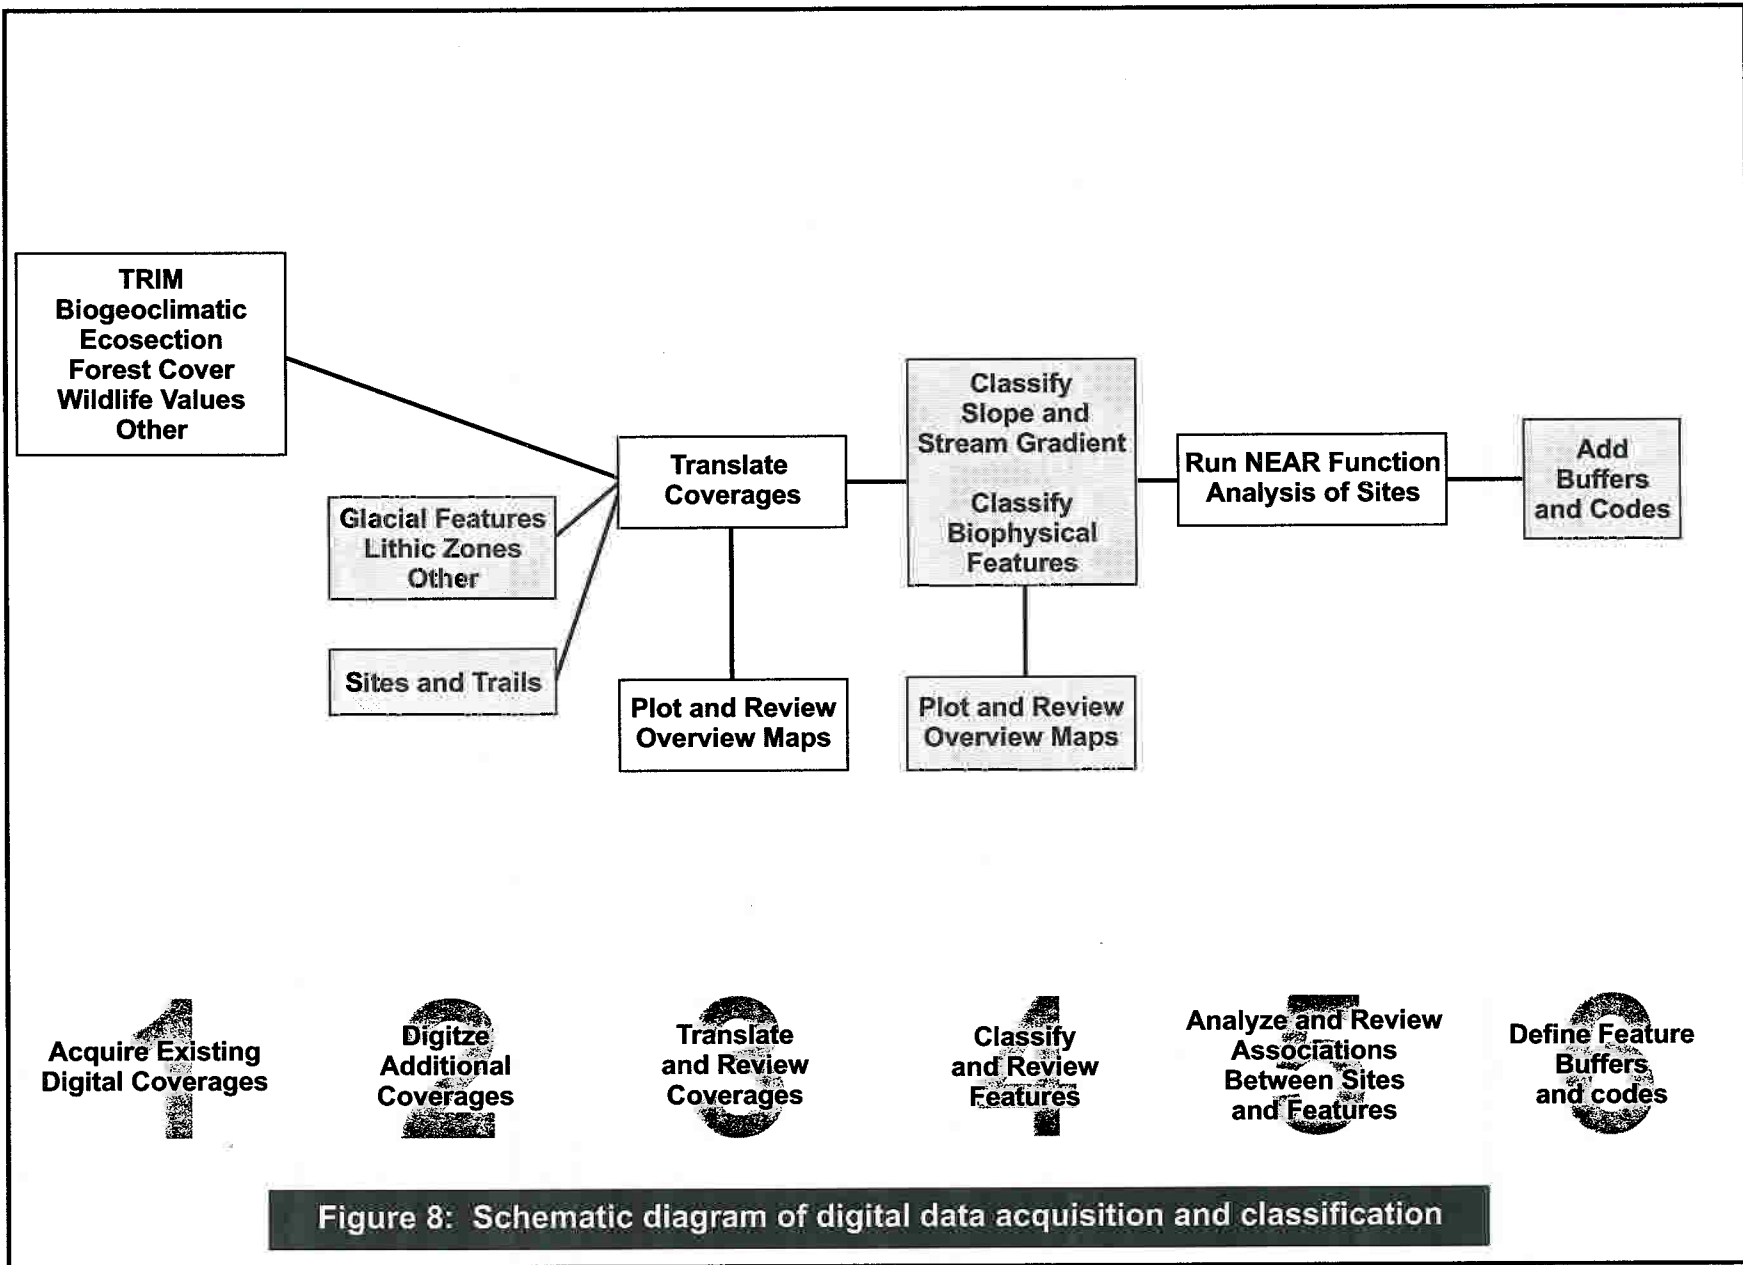 TRIM
Biogeoclimatic
Ecosection
Forest Cover
Wildlife Values
Other
Glacial Features
Lithic Zones
Other
Sites and Trails
Translate
Coverages
Plot and Review
Overview Maps
Classify
Slope and
Stream Gradient
Classify
Biophysical
Features
Plot and Review
Overview Maps
Run NEAR Function
Analysis of Sites
Add
Buffers
and Codes
1
Acquire Existing
Digital Coverages
2
Digitze
Additional
Coverages
3
Translate
and Review
Coverages
4
Classify
and Review
Features
5
Analyze and Review
Associations
Between Sites
and Features
6
Define Feature
Buffers
and codes
Figure 8: Schematic diagram of digital data acquisition and classification